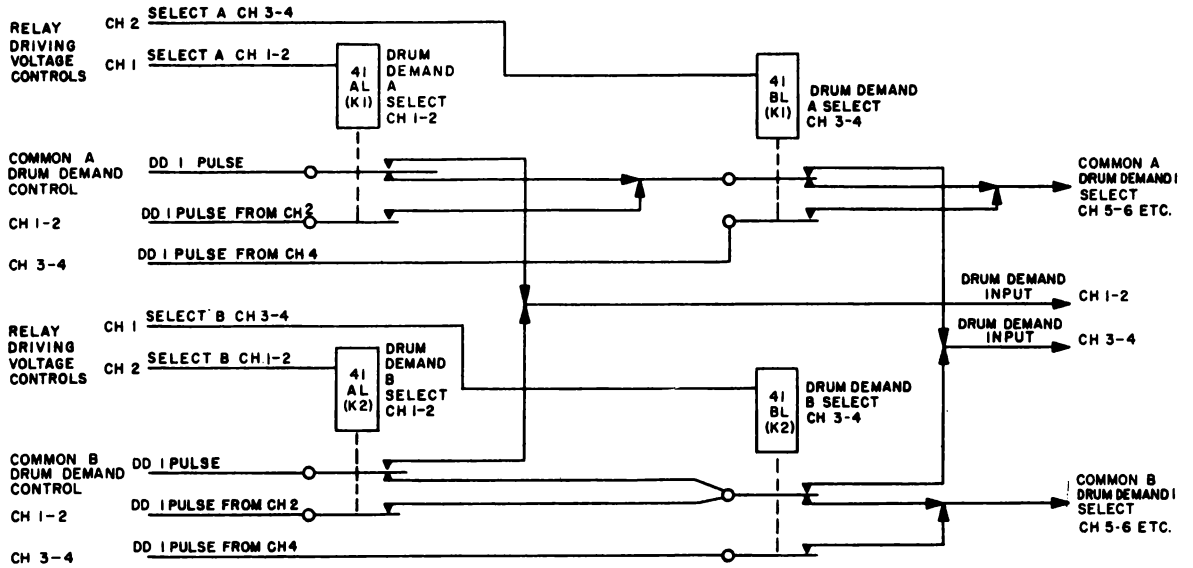 RELAY
DRIVING
VOLTAGE
CONTROLS
CH 2
SELECT A CH 3-4
CH 1
SELECT A CH 1-2
41
AL
(K1)
DRUM
DEMAND
A
SELECT
CH 1-2
41
BL
(K1)
DRUM DEMAND
A SELECT
CH 3-4
COMMON A
DRUM DEMAND
CONTROL
DD 1 PULSE
CH 1-2
DD 1 PULSE FROM CH 2
CH 3-4
DD 1 PULSE FROM CH 4
COMMON A
DRUM DEMAND 1
SELECT
CH 5-6 ETC.
DRUM DEMAND
INPUT
CH 1-2
DRUM DEMAND
INPUT
CH 3-4
RELAY
DRIVING
VOLTAGE
CONTROLS
CH 1
SELECT B CH 3-4
CH 2
SELECT B CH 1-2
41
AL
(K2)
DRUM
DEMAND
B
SELECT
CH 1-2
41
BL
(K2)
DRUM DEMAND
B SELECT
CH 3-4
COMMON B
DRUM DEMAND
CONTROL
DD 1 PULSE
CH 1-2
DD 1 PULSE FROM CH 2
CH 3-4
DD 1 PULSE FROM CH 4
COMMON B
DRUM DEMAND 1
SELECT
CH 5-6 ETC.